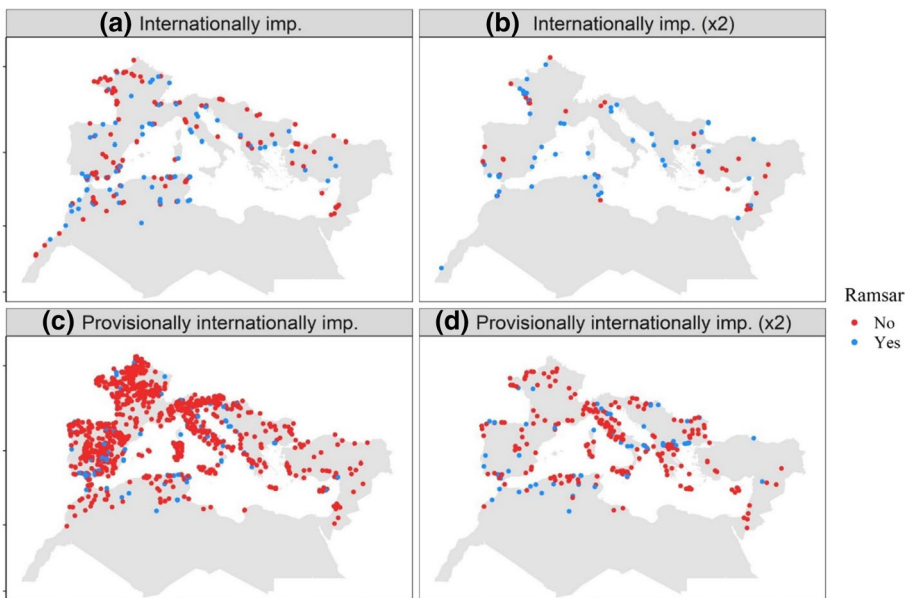 (a) Internationally imp.
(b) Internationally imp. (x2)
(c) Provisionally internationally imp.
(d) Provisionally internationally imp. (x2)
Ramsar
No
Yes